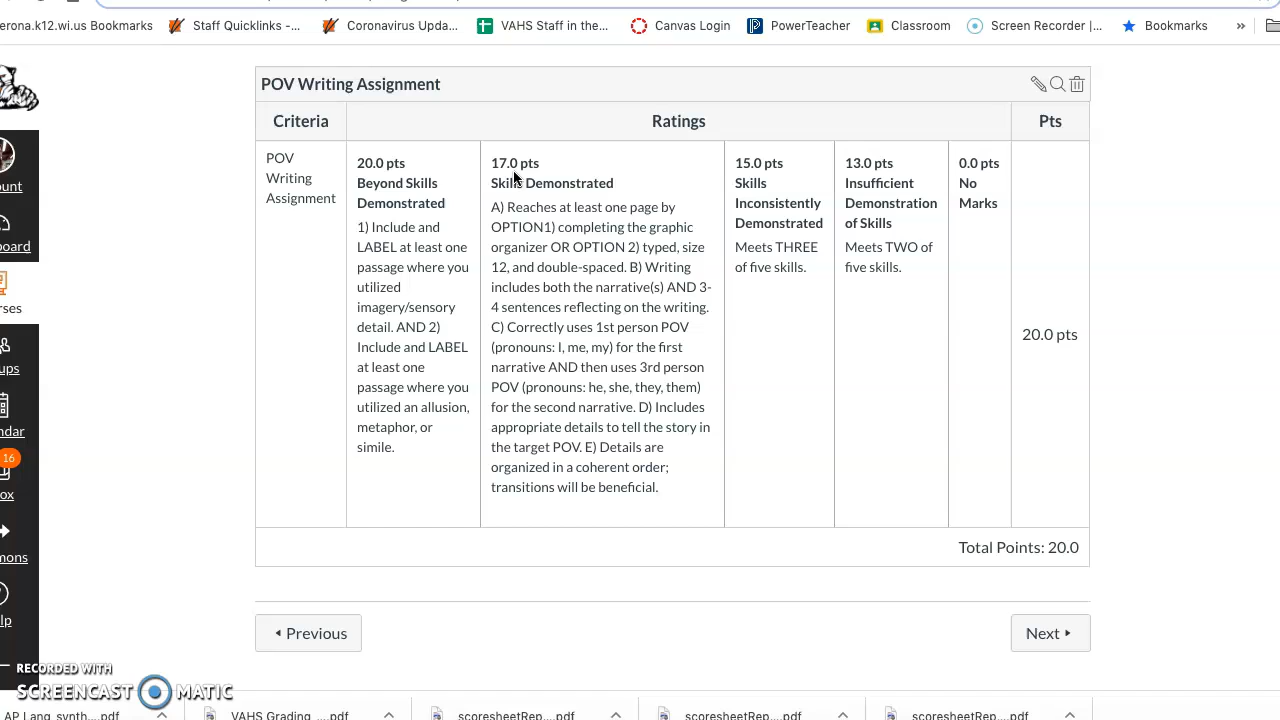 erona.k12.wi.us Bookmarks
Staff Quicklinks -...
Coronavirus Upda...
VAHS Staff in the...
Canvas Login
PowerTeacher
Classroom
Screen Recorder |...
Bookmarks
»
POV Writing Assignment
Criteria
Ratings
Pts
POV
Writing
Assignment
20.0 pts
Beyond Skills
Demonstrated
1) Include and
LABEL at least one
passage where you
utilized
imagery/sensory
detail. AND 2)
Include and LABEL
at least one
passage where you
utilized an allusion,
metaphor, or
simile.
17.0 pts
Skills Demonstrated
A) Reaches at least one page by
OPTION1) completing the graphic
organizer OR OPTION 2) typed, size
12, and double-spaced. B) Writing
includes both the narrative(s) AND 3-
4 sentences reflecting on the writing.
C) Correctly uses 1st person POV
(pronouns: I, me, my) for the first
narrative AND then uses 3rd person
POV (pronouns: he, she, they, them)
for the second narrative. D) Includes
appropriate details to tell the story in
the target POV. E) Details are
organized in a coherent order;
transitions will be beneficial.
15.0 pts
Skills
Inconsistently
Demonstrated
Meets THREE
of five skills.
13.0 pts
Insufficient
Demonstration
of Skills
Meets TWO of
five skills.
0.0 pts
No
Marks
20.0 pts
Total Points: 20.0
Previous
Next
ount
board
rses
ups
ndar
16
ox
mons
lp
RECORDED WITH
SCREENCAST MATIC
AP Lang_synth....pdf
VAHS Grading_....pdf
scoresheetRep....pdf
scoresheetRep....pdf
scoresheetRep....pdf